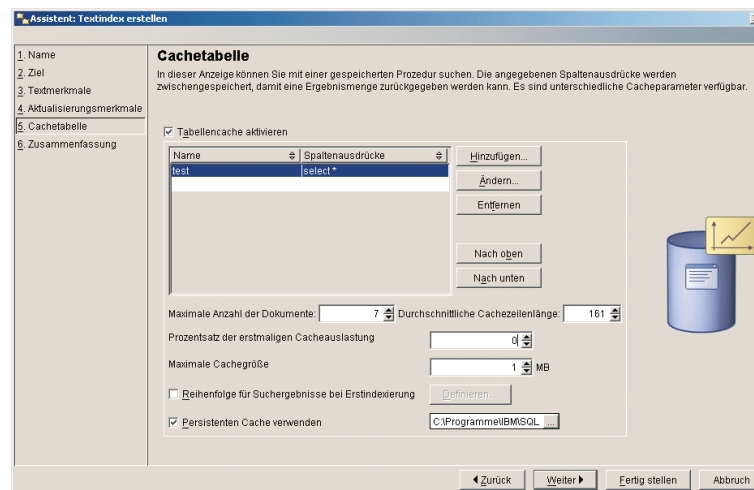 Assistent: Textindex erstellen
1. Name
2. Ziel
3. Textmerkmale
4. Aktualisierungsmerkmale
5. Cachetabelle
6. Zusammenfassung
Cachetabelle
In dieser Anzeige können Sie mit einer gespeicherten Prozedur suchen. Die angegebenen Spaltenausdrücke werden
zwischengespeichert, damit eine Ergebnismenge zurückgegeben werden kann. Es sind unterschiedliche Cacheparameter verfügbar.
Tabellencache aktivieren
Name Spaltenausdrücke
test select *
Hinzufügen...
Ändern...
Entfernen
Nach oben
Nach unten
Maximale Anzahl der Dokumente: 7 Durchschnittliche Cachezeilenlänge: 161
Prozentsatz der erstmaligen Cacheauslastung 0
Maximale Cachegröße 1 MB
Reihenfolge für Suchergebnisse bei Erstindexierung Definieren...
Persistenten Cache verwenden C:\Programme\IBM\SQL ...
Zurück Weiter Fertig stellen Abbruch